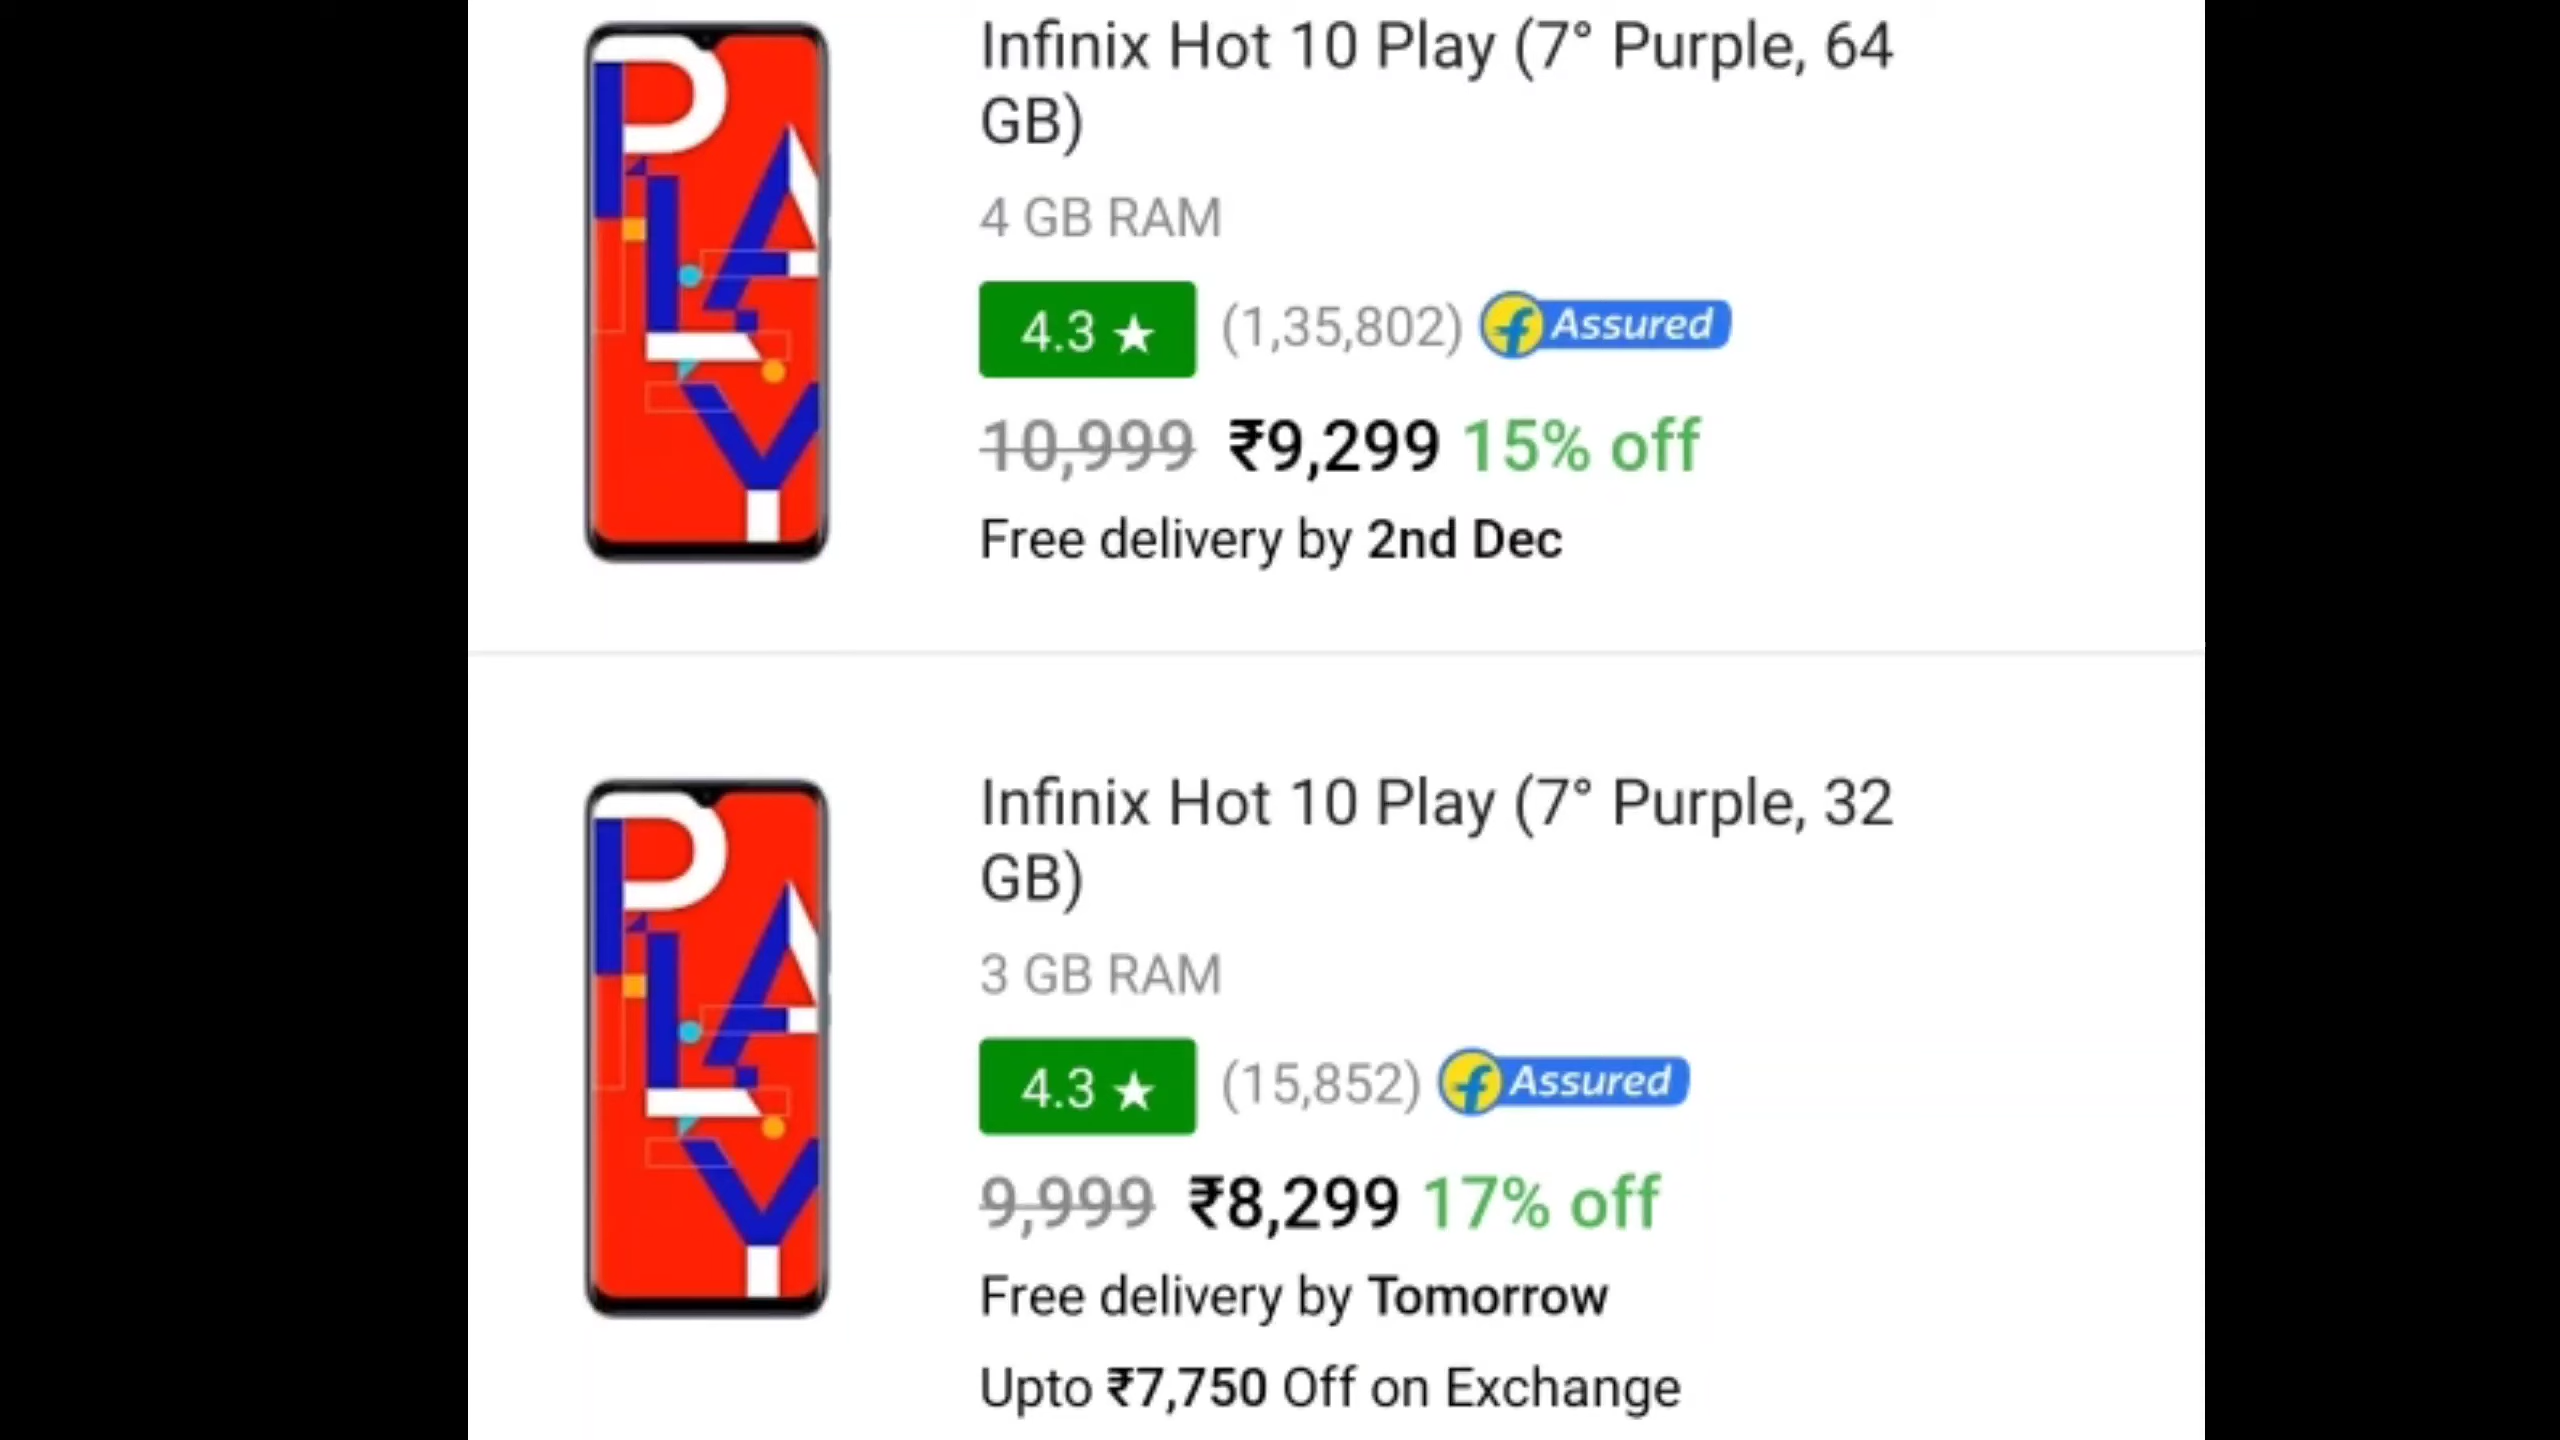 Infinix Hot 10 Play (7° Purple, 64
GB)
4 GB RAM
4.3 ★ (1,35,802) f Assured
10,999 ₹9,299 15% off
Free delivery by 2nd Dec
PLAY
Infinix Hot 10 Play (7° Purple, 32
GB)
3 GB RAM
4.3 ★ (15,852) f Assured
9,999 ₹8,299 17% off
Free delivery by Tomorrow
Upto ₹7,750 Off on Exchange
PLAY